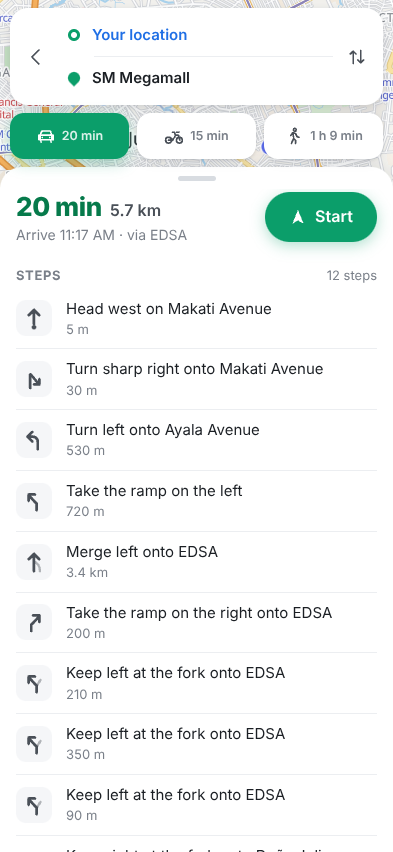 Your location
SM Megamall
20 min
15 min
1 h 9 min
20 min 5.7 km
Arrive 11:17 AM · via EDSA
Start
STEPS
12 steps
Head west on Makati Avenue
5 m
Turn sharp right onto Makati Avenue
30 m
Turn left onto Ayala Avenue
530 m
Take the ramp on the left
720 m
Merge left onto EDSA
3.4 km
Take the ramp on the right onto EDSA
200 m
Keep left at the fork onto EDSA
210 m
Keep left at the fork onto EDSA
350 m
Keep left at the fork onto EDSA
90 m